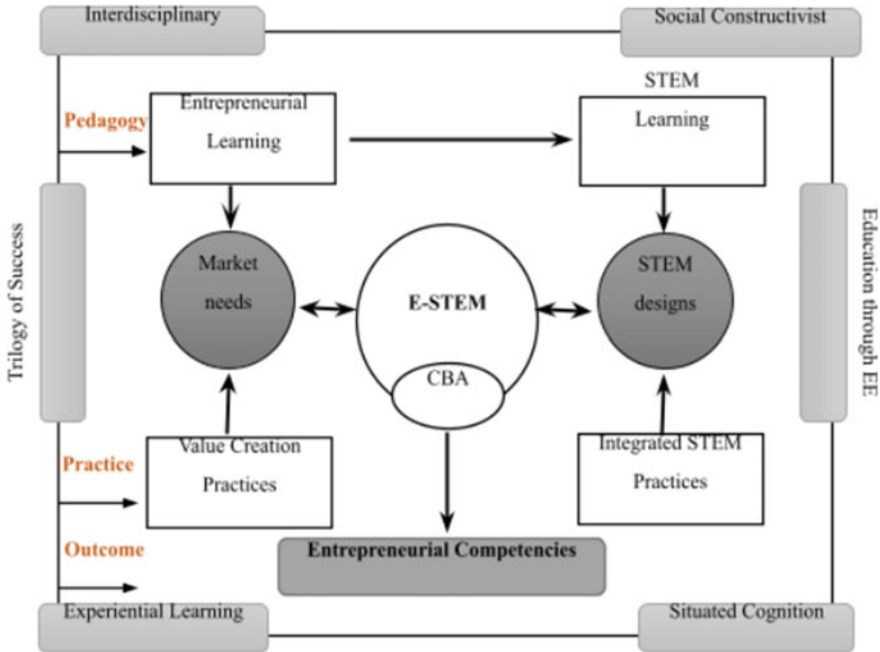 Interdisciplinary
Social Constructivist
STEM
Learning
Entrepreneurial
Learning
Pedagogy
Trilogy of Success
Market
needs
E-STEM
CBA
STEM
designs
Education through EE
Practice
Value Creation
Practices
Integrated STEM
Practices
Outcome
Entrepreneurial Competencies
Experiential Learning
Situated Cognition